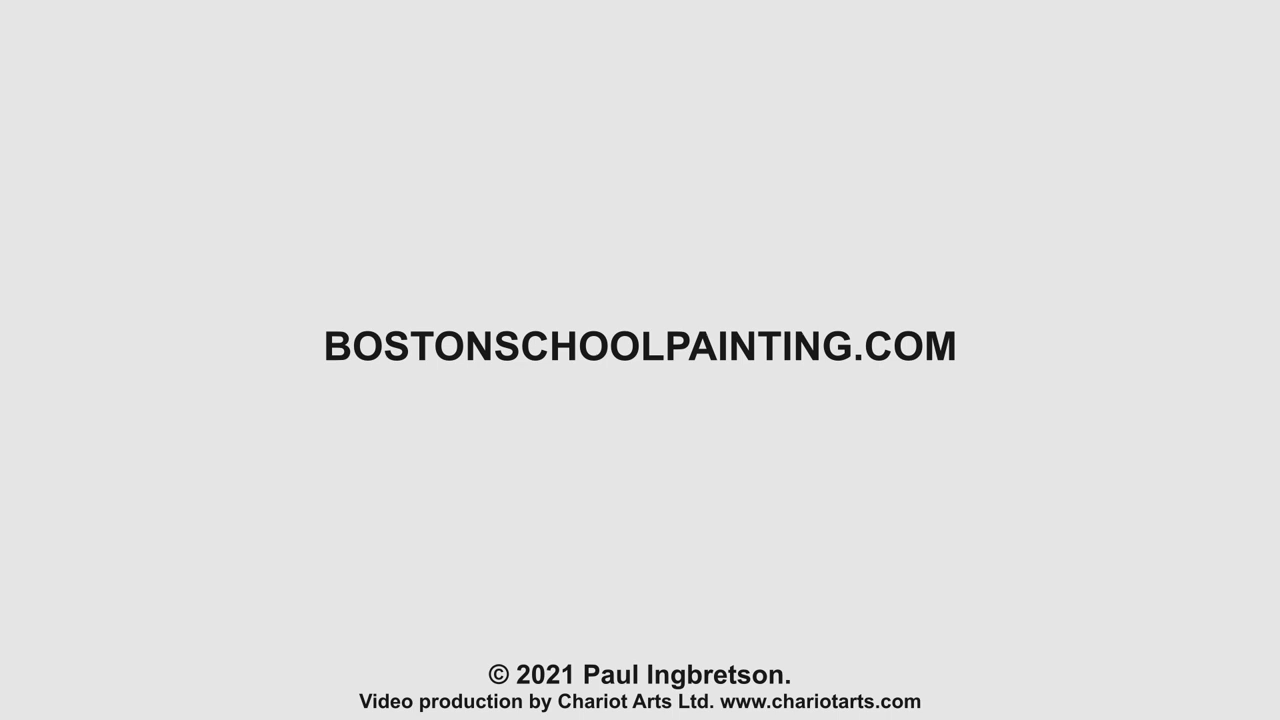 BOSTONSCHOOLPAINTING.COM
© 2021 Paul Ingbretson.
Video production by Chariot Arts Ltd. www.chariotarts.com